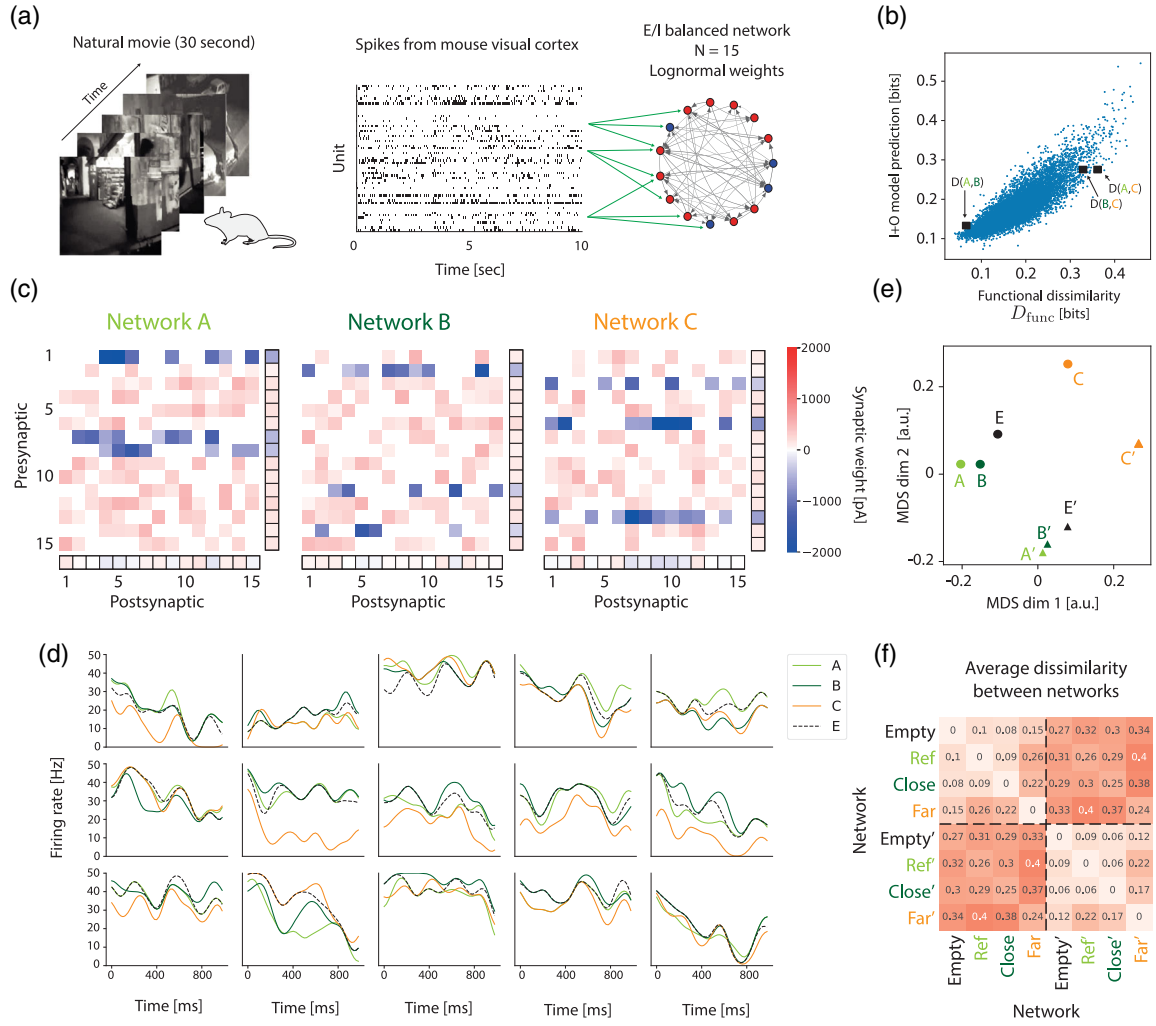 (a)
Natural movie (30 second)
Time
Spikes from mouse visual cortex
Unit
0 5 10
Time [sec]
E/I balanced network
N = 15
Lognormal weights
(b)
I+O model prediction [bits]
0.5
0.4
0.3
0.2
0.1
D(A,B)
D(B,C)
D(A,C)
0.1 0.2 0.3 0.4
Functional dissimilarity
D_func [bits]
(c)
Network A
Network B
Network C
Presynaptic
1
5
10
15
1 5 10 15
Postsynaptic
1 5 10 15
Postsynaptic
1 5 10 15
Postsynaptic
2000
1000
0
−1000
−2000
Synaptic weight [pA]
(d)
Firing rate [Hz]
50
40
30
20
10
0
50
40
30
20
10
0
50
40
30
20
10
0
0 400 800
0 400 800
0 400 800
0 400 800
0 400 800
Time [ms]
Time [ms]
Time [ms]
Time [ms]
Time [ms]
A
B
C
E
(e)
MDS dim 2 [a.u.]
0.2
0
-0.2
C
E
A
B
C'
E'
B'
A'
-0.2 0 0.2
MDS dim 1 [a.u.]
(f)
Average dissimilarity
between networks
Network
Empty 0 0.1 0.08 0.15 0.27 0.32 0.3 0.34
Ref 0.1 0 0.09 0.26 0.31 0.26 0.29 0.4
Close 0.08 0.09 0 0.22 0.29 0.3 0.25 0.38
Far 0.15 0.26 0.22 0 0.33 0.4 0.37 0.24
Empty' 0.27 0.31 0.29 0.33 0 0.09 0.06 0.12
Ref' 0.32 0.26 0.3 0.4 0.09 0 0.06 0.22
Close' 0.3 0.29 0.25 0.37 0.06 0.06 0 0.17
Far' 0.34 0.4 0.38 0.24 0.12 0.22 0.17 0
Empty Ref Close Far Empty' Ref' Close' Far'
Network